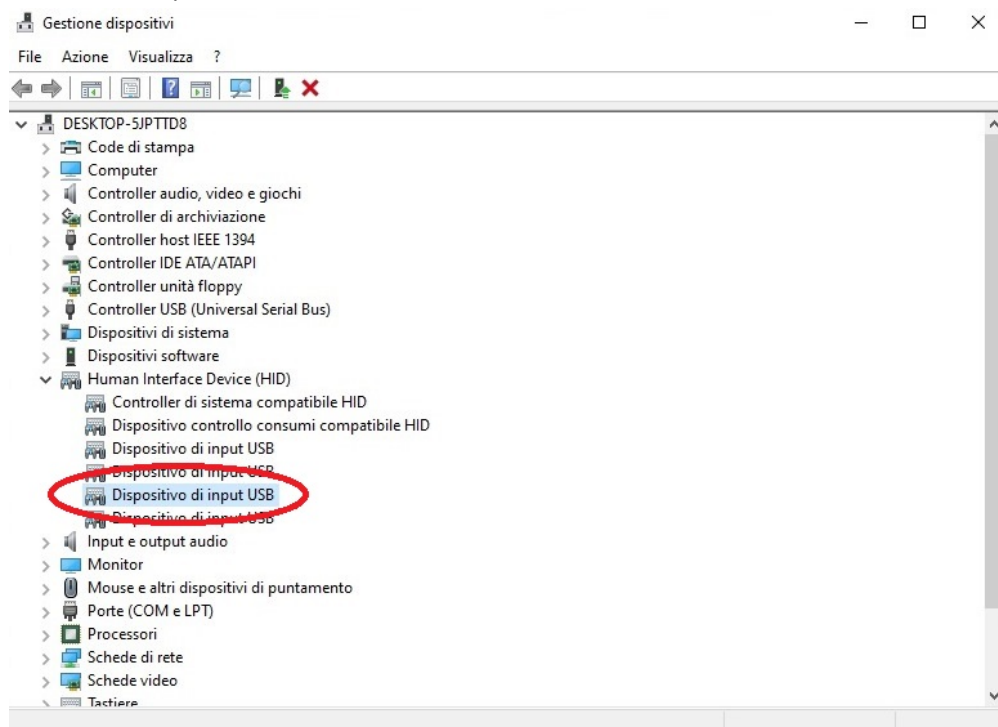 Gestione dispositivi
File Azione Visualizza ?
DESKTOP-5JPTTD8
Code di stampa
Computer
Controller audio, video e giochi
Controller di archiviazione
Controller host IEEE 1394
Controller IDE ATA/ATAPI
Controller unità floppy
Controller USB (Universal Serial Bus)
Dispositivi di sistema
Dispositivi software
Human Interface Device (HID)
Controller di sistema compatibile HID
Dispositivo controllo consumi compatibile HID
Dispositivo di input USB
Dispositivo di input USB
Dispositivo di input USB
Dispositivo di input USB
Input e output audio
Monitor
Mouse e altri dispositivi di puntamento
Porte (COM e LPT)
Processori
Schede di rete
Schede video
Tastiere